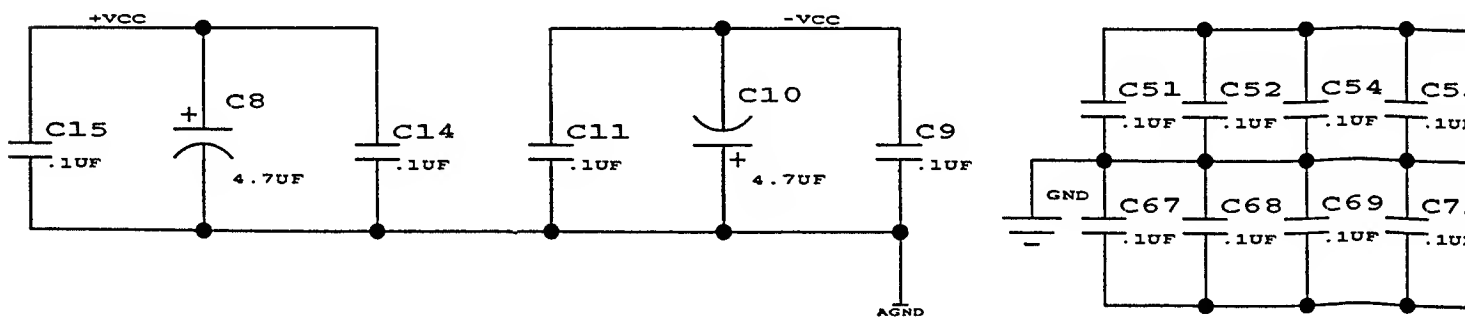 +VCC
-VCC
C15
.1UF
+
C8
4.7UF
C14
.1UF
C11
.1UF
C10
+
4.7UF
C9
.1UF
AGND
C51
.1UF
C52
.1UF
C54
.1UF
.1UF
GND
C67
.1UF
C68
.1UF
C69
.1UF